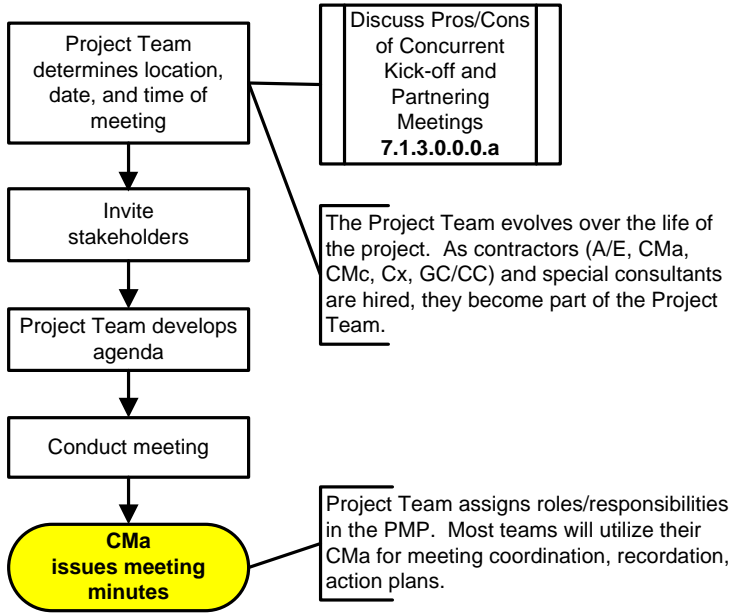 Project Team
determines location,
date, and time of
meeting
Discuss Pros/Cons
of Concurrent
Kick-off and
Partnering
Meetings
7.1.3.0.0.0.a
Invite
stakeholders
The Project Team evolves over the life of
the project.  As contractors (A/E, CMa,
CMc, Cx, GC/CC) and special consultants
are hired, they become part of the Project
Team.
Project Team develops
agenda
Conduct meeting
CMa
issues meeting
minutes
Project Team assigns roles/responsibilities
in the PMP.  Most teams will utilize their
CMa for meeting coordination, recordation,
action plans.